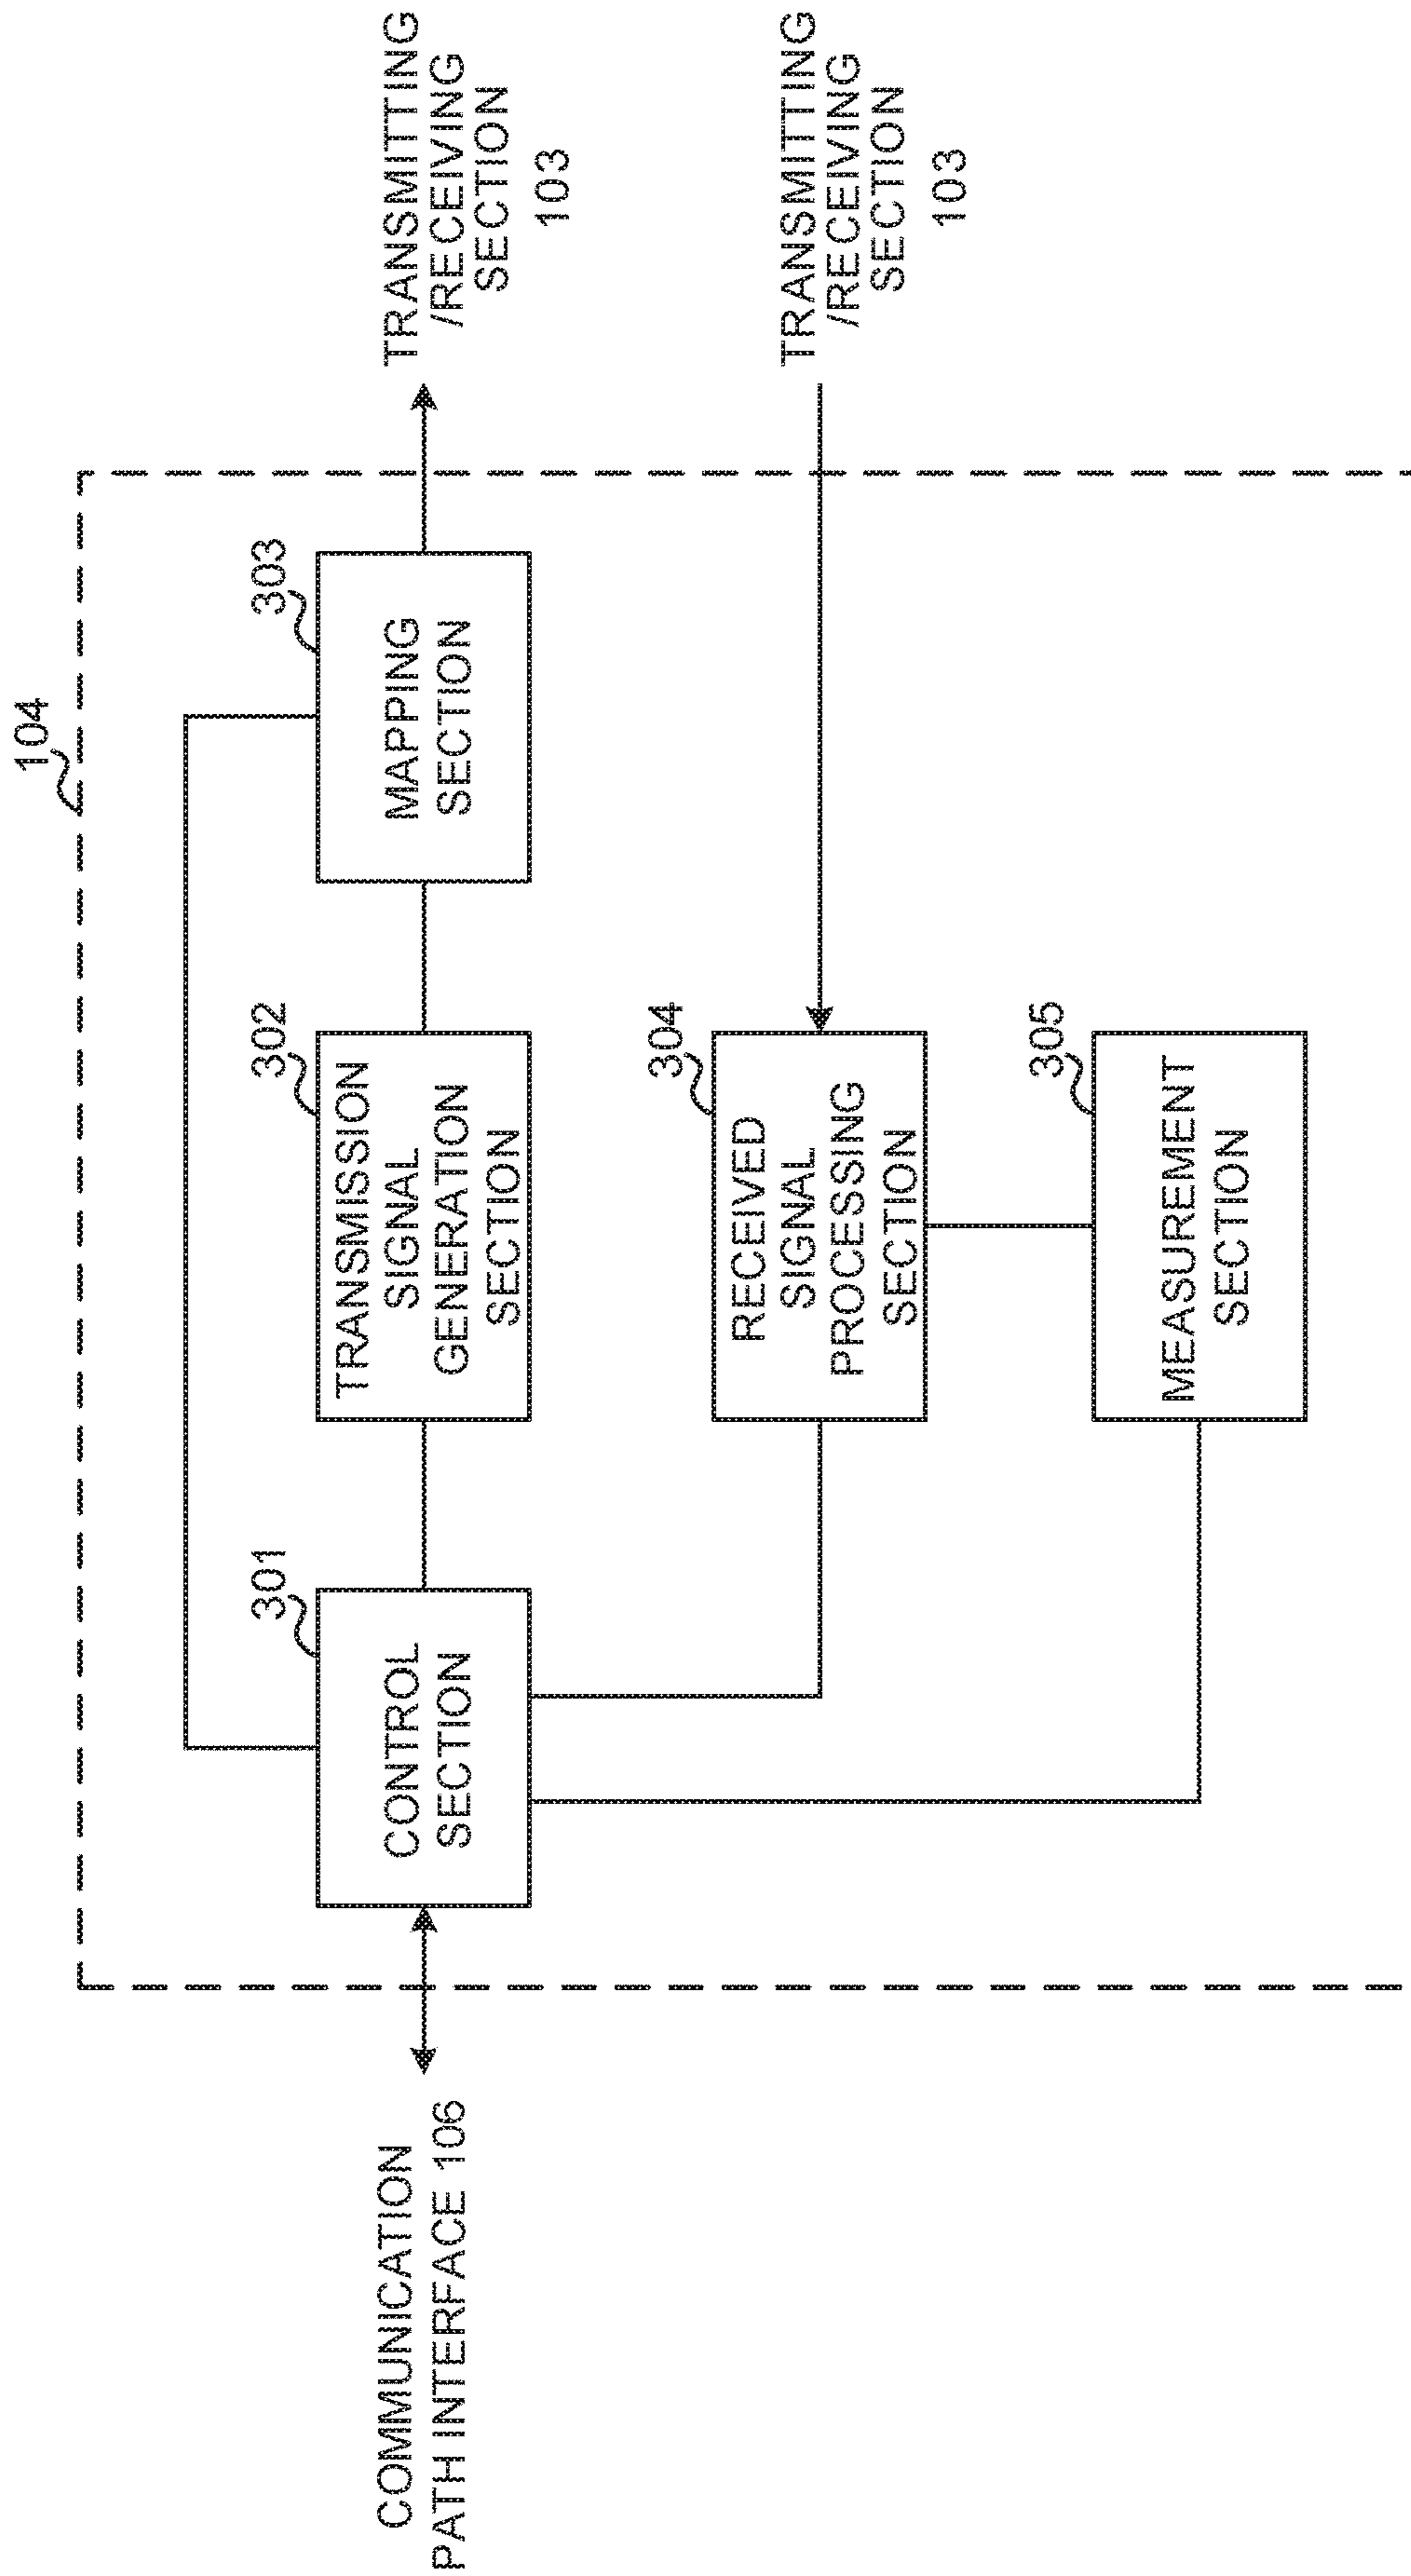 104
COMMUNICATION
PATH INTERFACE 106
301
CONTROL
SECTION
302
TRANSMISSION
SIGNAL
GENERATION
SECTION
303
MAPPING
SECTION
TRANSMITTING
/RECEIVING
SECTION
103
304
RECEIVED
SIGNAL
PROCESSING
SECTION
TRANSMITTING
/RECEIVING
SECTION
103
305
MEASUREMENT
SECTION